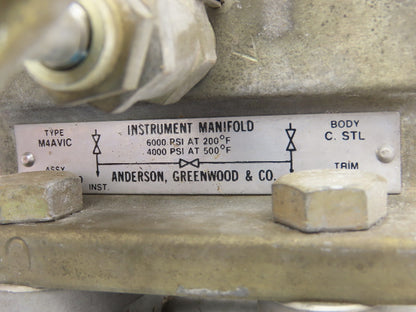 TYPE
M4AVIC
INSTRUMENT MANIFOLD
6000 PSI AT 200°F
4000 PSI AT 500°F
BODY
C. STL
ASSY
INST.
ANDERSON, GREENWOOD & CO.
TRIM